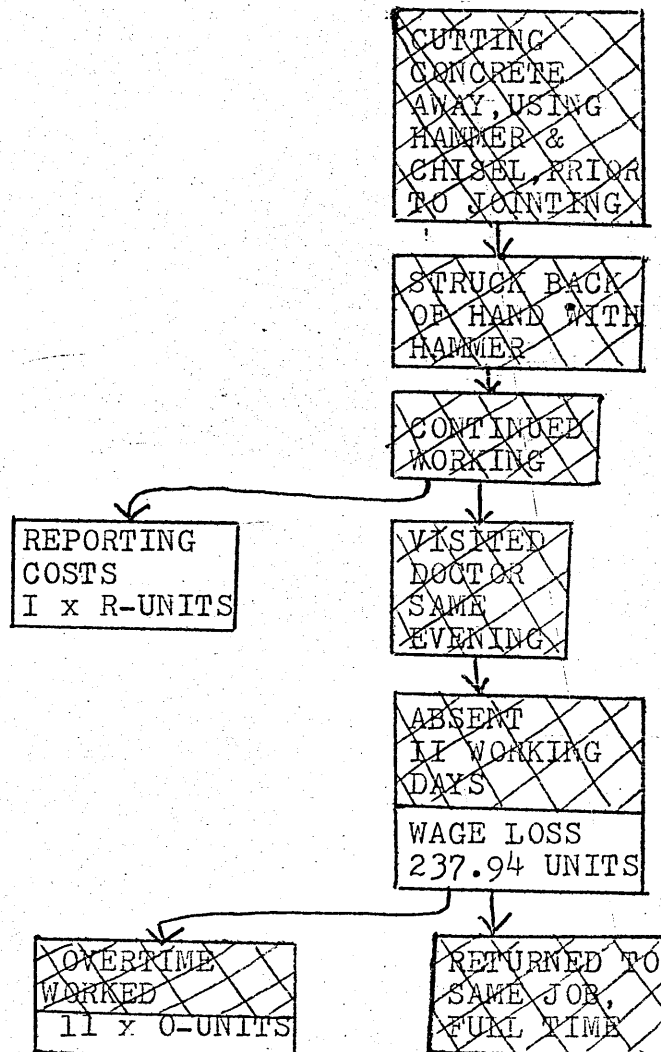 CUTTING
CONCRETE
AWAY, USING
HAMMER &
CHISEL, PRIOR
TO JOINTING
STRUCK BACK
OF HAND WITH
HAMMER
CONTINUED
WORKING
REPORTING
COSTS
I x R-UNITS
VISITED
DOCTOR
SAME
EVENING
ABSENT
II WORKING
DAYS
WAGE LOSS
237.94 UNITS
OVERTIME
WORKED
11 x O-UNITS
RETURNED TO
SAME JOB,
FULL TIME